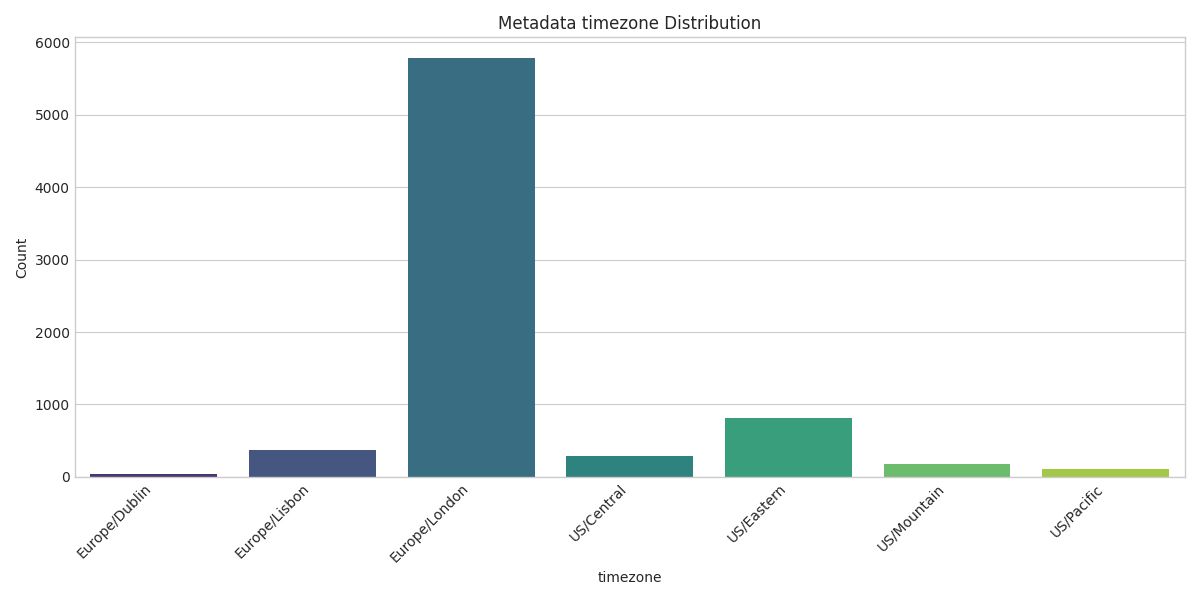 Metadata timezone Distribution
6000
5000
4000
3000
2000
1000
0
Count
Europe/Dublin
Europe/Lisbon
Europe/London
US/Central
US/Eastern
US/Mountain
US/Pacific
timezone